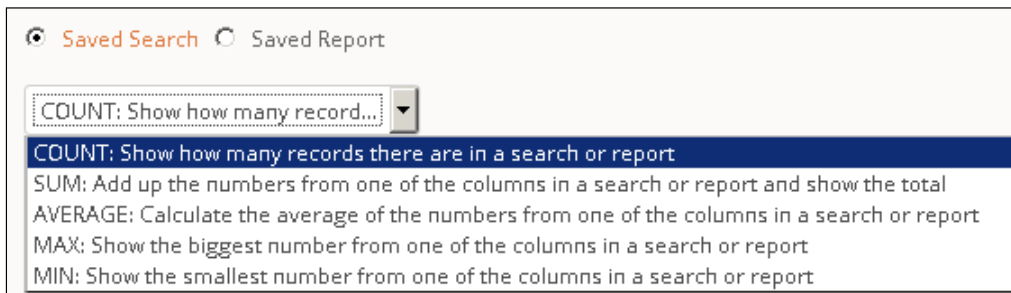 Saved Search Saved Report
COUNT: Show how many record...
COUNT: Show how many records there are in a search or report
SUM: Add up the numbers from one of the columns in a search or report and show the total
AVERAGE: Calculate the average of the numbers from one of the columns in a search or report
MAX: Show the biggest number from one of the columns in a search or report
MIN: Show the smallest number from one of the columns in a search or report